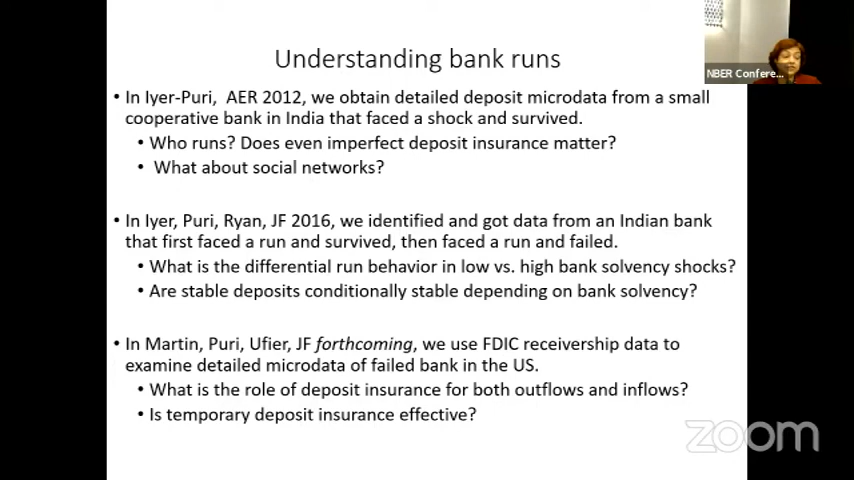 NBER Confere...
Understanding bank runs
• In Iyer-Puri, AER 2012, we obtain detailed deposit microdata from a small
cooperative bank in India that faced a shock and survived.
• Who runs? Does even imperfect deposit insurance matter?
• What about social networks?
• In Iyer, Puri, Ryan, JF 2016, we identified and got data from an Indian bank
that first faced a run and survived, then faced a run and failed.
• What is the differential run behavior in low vs. high bank solvency shocks?
• Are stable deposits conditionally stable depending on bank solvency?
• In Martin, Puri, Ufier, JF forthcoming, we use FDIC receivership data to
examine detailed microdata of failed bank in the US.
• What is the role of deposit insurance for both outflows and inflows?
• Is temporary deposit insurance effective?
zoom